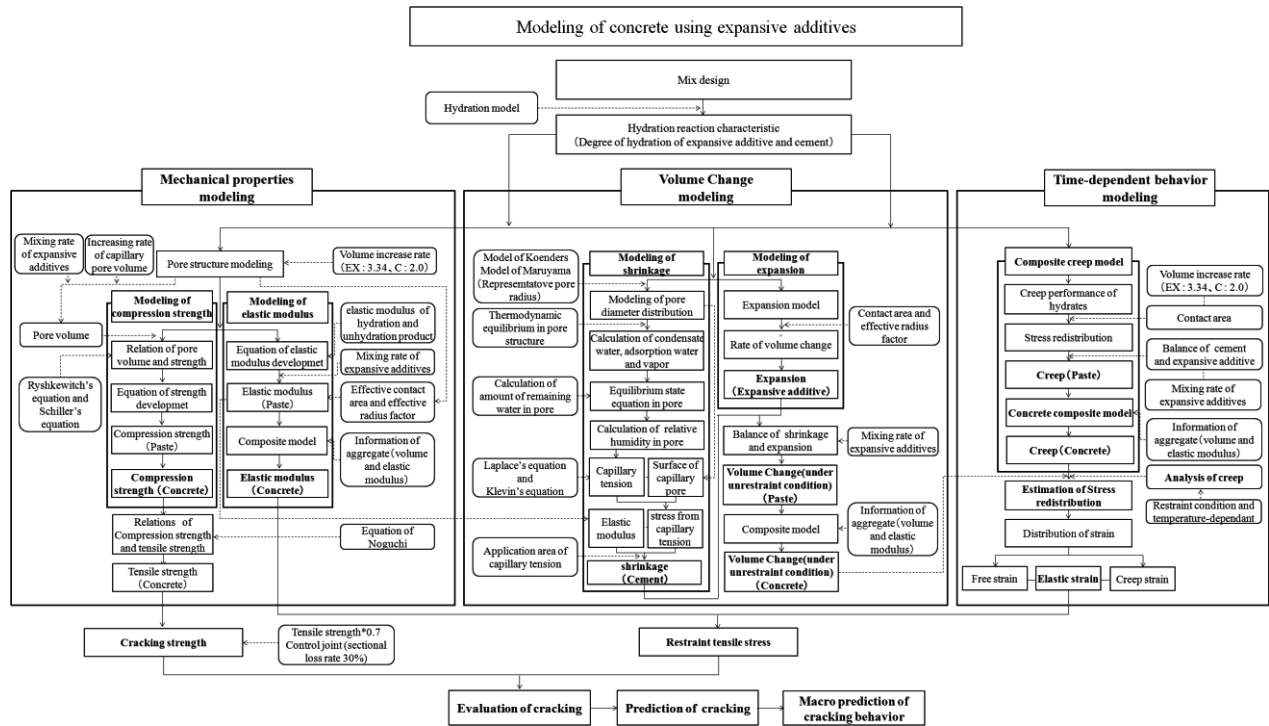 Modeling of concrete using expansive additives
Mix design
Hydration model
Hydration reaction characteristic
(Degree of hydration of expansive additive and cement)
Mechanical properties
modeling
Mixing rate
of expansive
additives
Increasing rate
of capillary
pore volume
Pore structure modeling
Volume increase rate
(EX : 3.34、C : 2.0)
Modeling of
compression strength
Modeling of
elastic modulus
Pore volume
Relation of pore
volume and strength
Equation of elastic
modulus developmet
elastic modulus of
hydration and
unhydration product
Mixing rate of
expansive additives
Ryshkewitch's
equation and
Schiller's
equation
Equation of strength
developmet
Elastic modulus
(Paste)
Effective contact
area and effective
radius factor
Compression strength
(Paste)
Composite model
Information of
aggregate(volume
and elastic
modulus)
Compression
strength (Concrete)
Elastic modulus
(Concrete)
Relations of
Compression strength
and tensile strength
Equation of
Noguchi
Tensile strength
(Concrete)
Volume Change
modeling
Model of Koenders
Model of Maruyama
(Representatove pore
radius)
Modeling of
shrinkage
Modeling of
expansion
Modeling of pore
diameter distribution
Expansion model
Thermodynamic
equilibrium in pore
structure
Contact area and
effective radius
factor
Calculation of condensate
water, adsorption water
and vapor
Rate of volume change
Calculation of
amount of remaining
water in pore
Equilibrium state
equation in pore
Expansion
(Expansive additive)
Calculation of relative
humidity in pore
Balance of shrinkage
and expansion
Mixing rate of
expansive additives
Laplace's equation
and
Klevin's equation
Capillary
tension
Surface of
capillary
pore
Volume Change(under
unrestraint condition)
(Paste)
Elastic
modulus
stress from
capillary
tension
Composite model
Information of
aggregate (volume
and elastic
modulus)
Application area of
capillary tension
shrinkage
(Cement)
Volume Change(under
unrestraint condition)
(Concrete)
Time-dependent behavior
modeling
Composite creep model
Volume increase rate
(EX : 3.34、C : 2.0)
Creep performance of
hydrates
Contact area
Stress redistribution
Balance of cement
and expansive additive
Creep (Paste)
Mixing rate of
expansive additives
Concrete composite model
Information of
aggregate (volume and
elastic modulus)
Creep (Concrete)
Analysis of creep
Estimation of Stress
redistribution
Restraint condition and
temperature-dependant
Distribution of strain
Free strain
Elastic strain
Creep strain
Cracking strength
Tensile strength*0.7
Control joint (sectional
loss rate 30%)
Restraint tensile stress
Evaluation of cracking
Prediction of cracking
Macro prediction of
cracking behavior